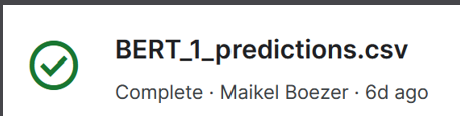 BERT_1_predictions.csv
Complete · Maikel Boezer · 6d ago